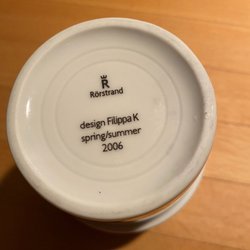 R
Rörstrand
design Filippa K
spring/summer
2006